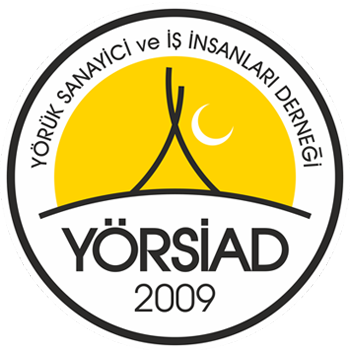 YÖRÜK SANAYİCİ ve İŞ İNSANLARI DERNEĞİ
YÖRSİAD
2009